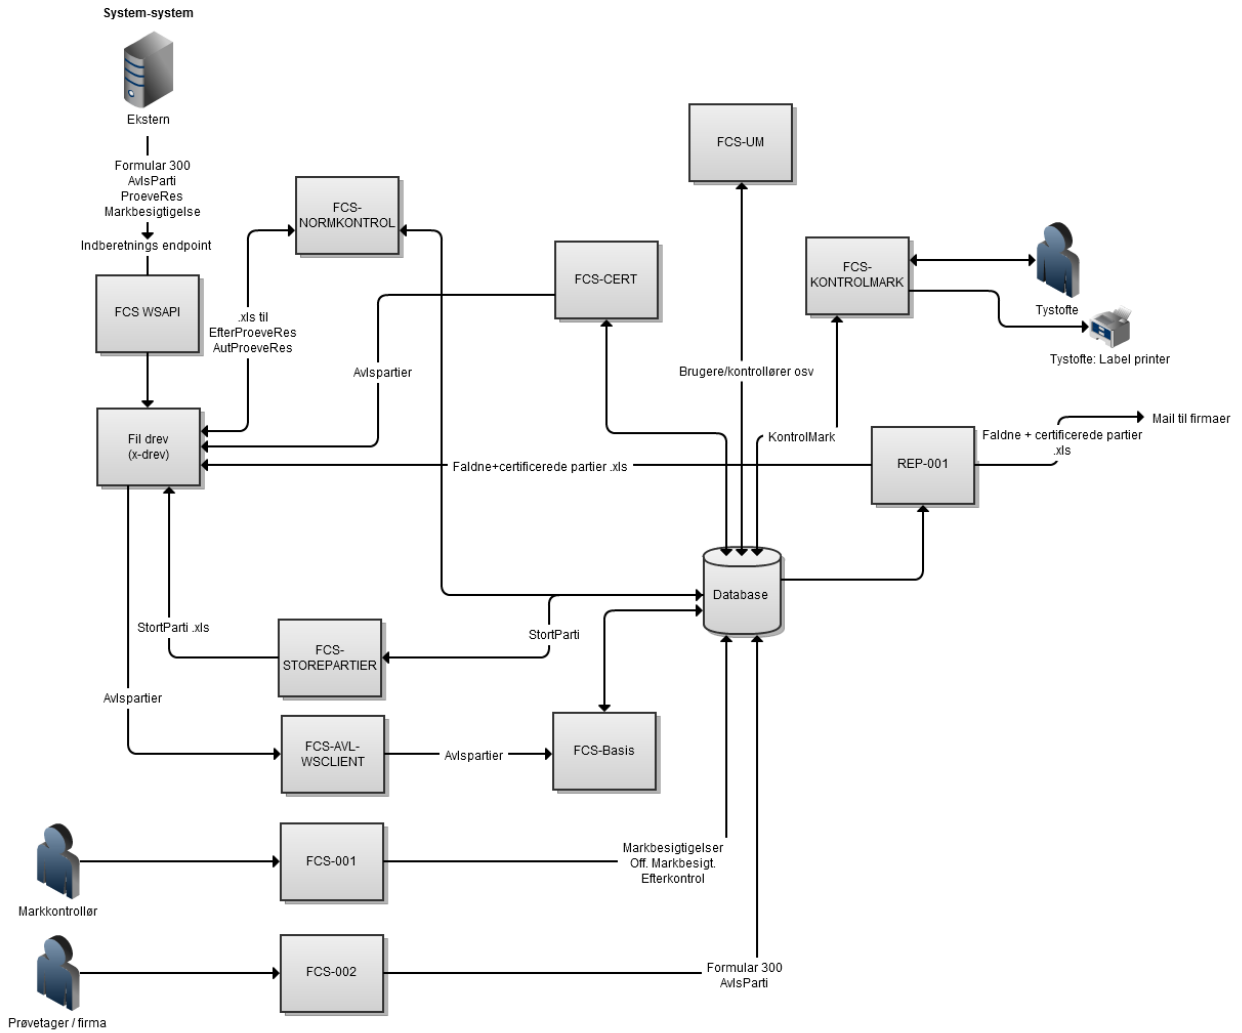 System-system
Ekstern
Formular 300
AvlsParti
ProeveRes
Markbesigtigelse
Indberetnings endpoint
FCS WSAPI
FCS-
NORMKONTROL
FCS-UM
FCS-CERT
FCS-
KONTROLMARK
Tystofte
Tystofte: Label printer
.xls til
EfterProeveRes
AutProeveRes
Avlspartier
Brugere/kontrollører osv
Fil drev
(x-drev)
KontrolMark
Faldne+certificerede partier .xls
REP-001
Faldne + certificerede partier
.xls
Mail til firmaer
Database
StortParti .xls
FCS-
STOREPARTIER
StortParti
Avlspartier
FCS-AVL-
WSCLIENT
Avlspartier
FCS-Basis
Markkontrollør
FCS-001
Markbesigtigelser
Off. Markbesigt.
Efterkontrol
Prøvetager / firma
FCS-002
Formular 300
AvlsParti